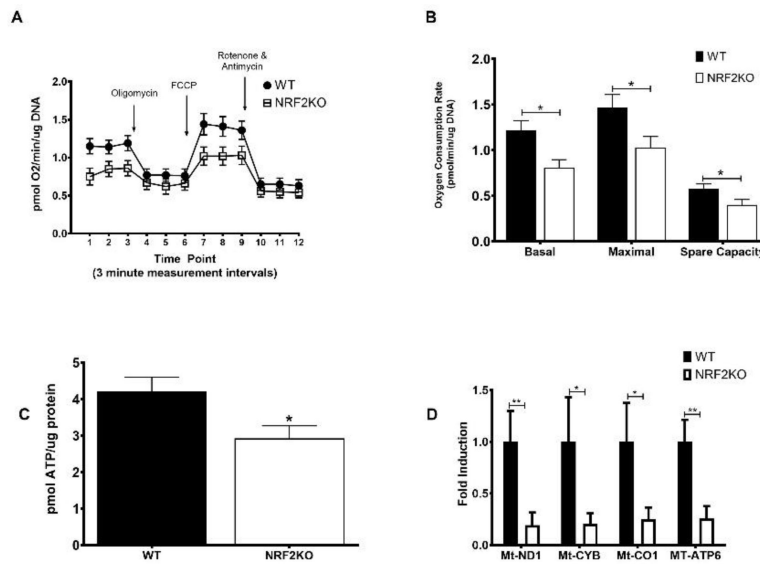 A
Rotenone &
Antimycin
FCCP
Oligomycin
WT
NRF2KO
pmol O2/min/ug DNA
2.0
1.5
1.0
0.5
0.0
1 2 3 4 5 6 7 8 9 10 11 12
Time Point
(3 minute measurement intervals)
B
WT
NRF2KO
Oxygen Consumption Rate
(pmol/min/ug DNA)
2.0
1.5
1.0
0.5
0.0
* * *
Basal Maximal Spare Capacity
C
pmol ATP/ug protein
5
4
3
2
1
0
*
WT NRF2KO
D
WT
NRF2KO
Fold Induction
1.5
1.0
0.5
0.0
** * * **
Mt-ND1 Mt-CYB Mt-CO1 MT-ATP6